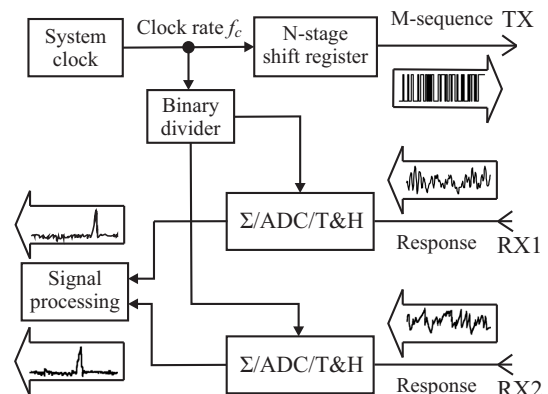 System
clock
Clock rate fc
N-stage
shift register
M-sequence TX
Binary
divider
Σ/ADC/T&H
Response RX1
Signal
processing
Σ/ADC/T&H
Response RX2